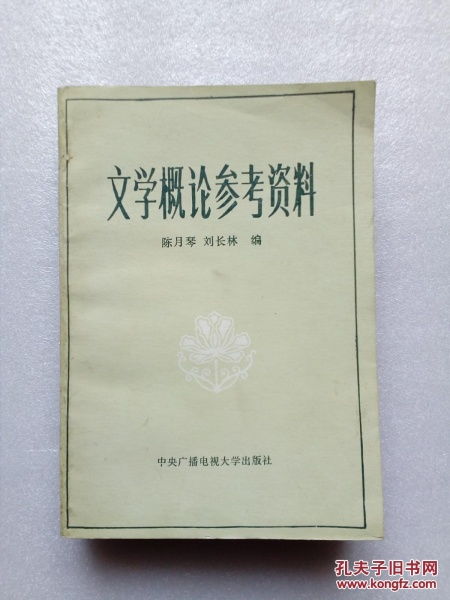 文学概论参考资料
陈月琴 刘长林 编
中央广播电视大学出版社
孔夫子旧书网
www.kongfz.com